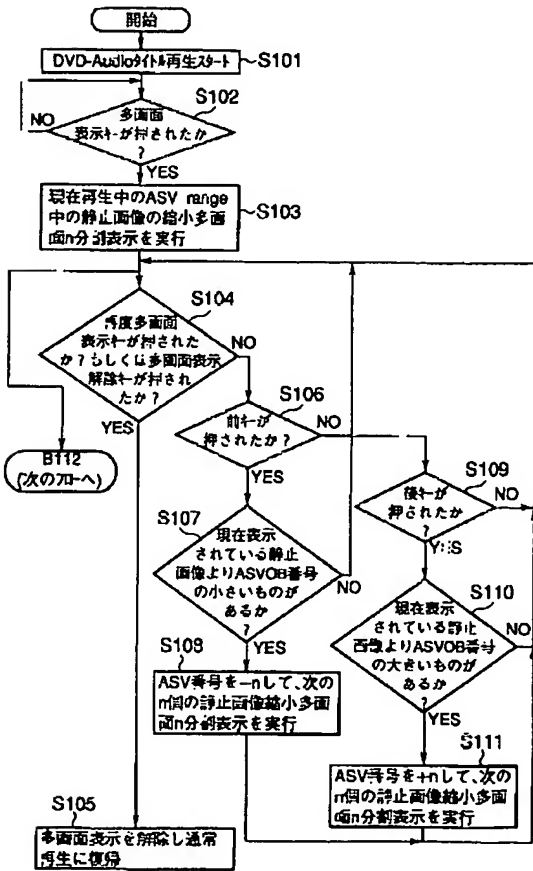 開始
DVD-Audioタイトル再生スタート
S101
S102
多画面
表示キーが押されたか
?
NO
YES
現在再生中のASV range
中の静止画像の縮小多画
面n分割表示を実行
S103
S104
再度多画面
表示キーが押された
か?もしくは多画面表示
解除キーが押され
たか?
NO
YES
B112
(次のフローへ)
S106
前キーが
押されたか?
NO
YES
S109
後キーが
押されたか
?
NO
YES
S107
現在表示
されている静止
画像よりASVOB番号
の小さいものが
あるか
?
NO
YES
S110
現在表示
されている静止
画像よりASVOB番号
の大きいものが
あるか
?
NO
YES
S108
ASV番号を−nして、次の
n個の静止画像縮小多画
面n分割表示を実行
S111
ASV番号を+nして、次の
n個の静止画像縮小多画
面n分割表示を実行
S105
多画面表示を解除し通常
再生に復帰